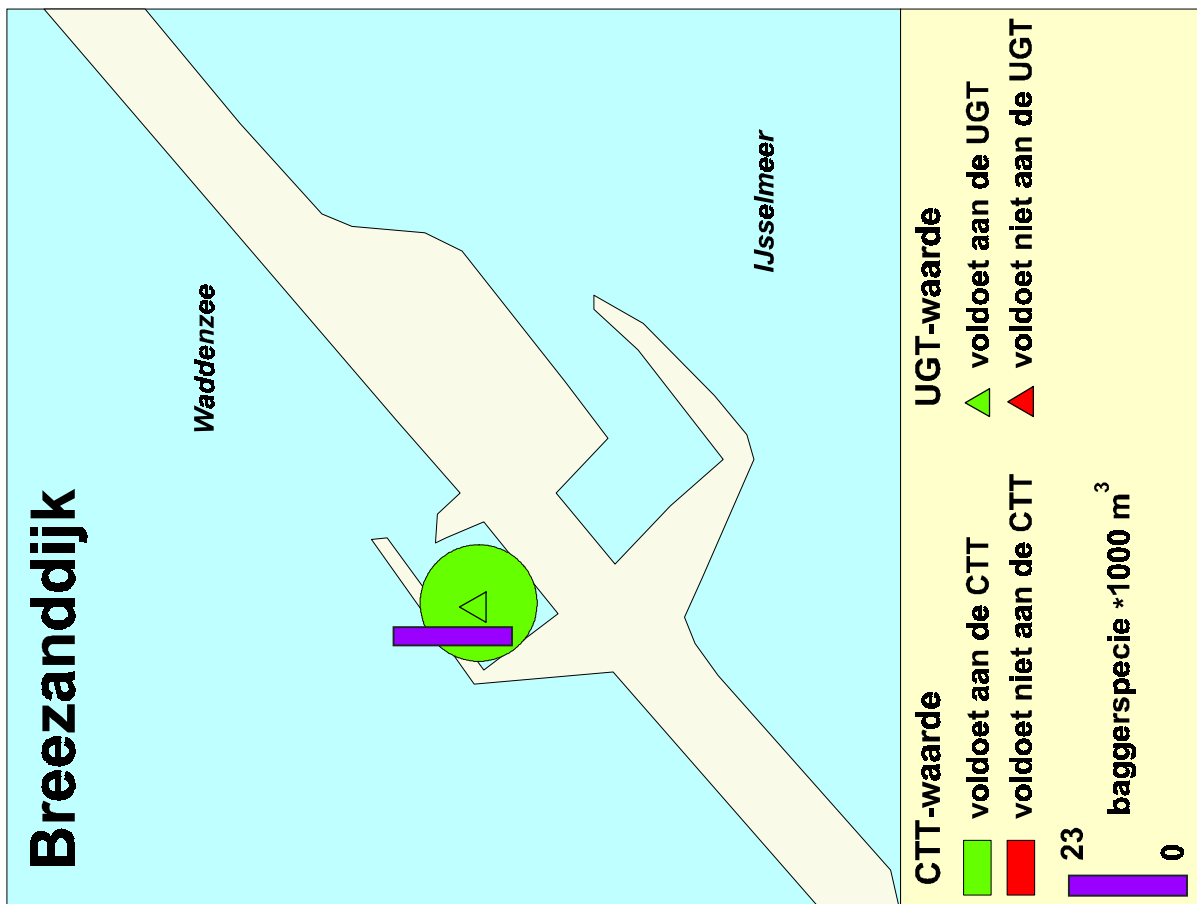 Breezanddijk
Waddenzee
IJsselmeer
CTT-waarde
voldoet aan de CTT
voldoet niet aan de CTT
UGT-waarde
voldoet aan de UGT
voldoet niet aan de UGT
23
0
baggerspecie *1000 m³